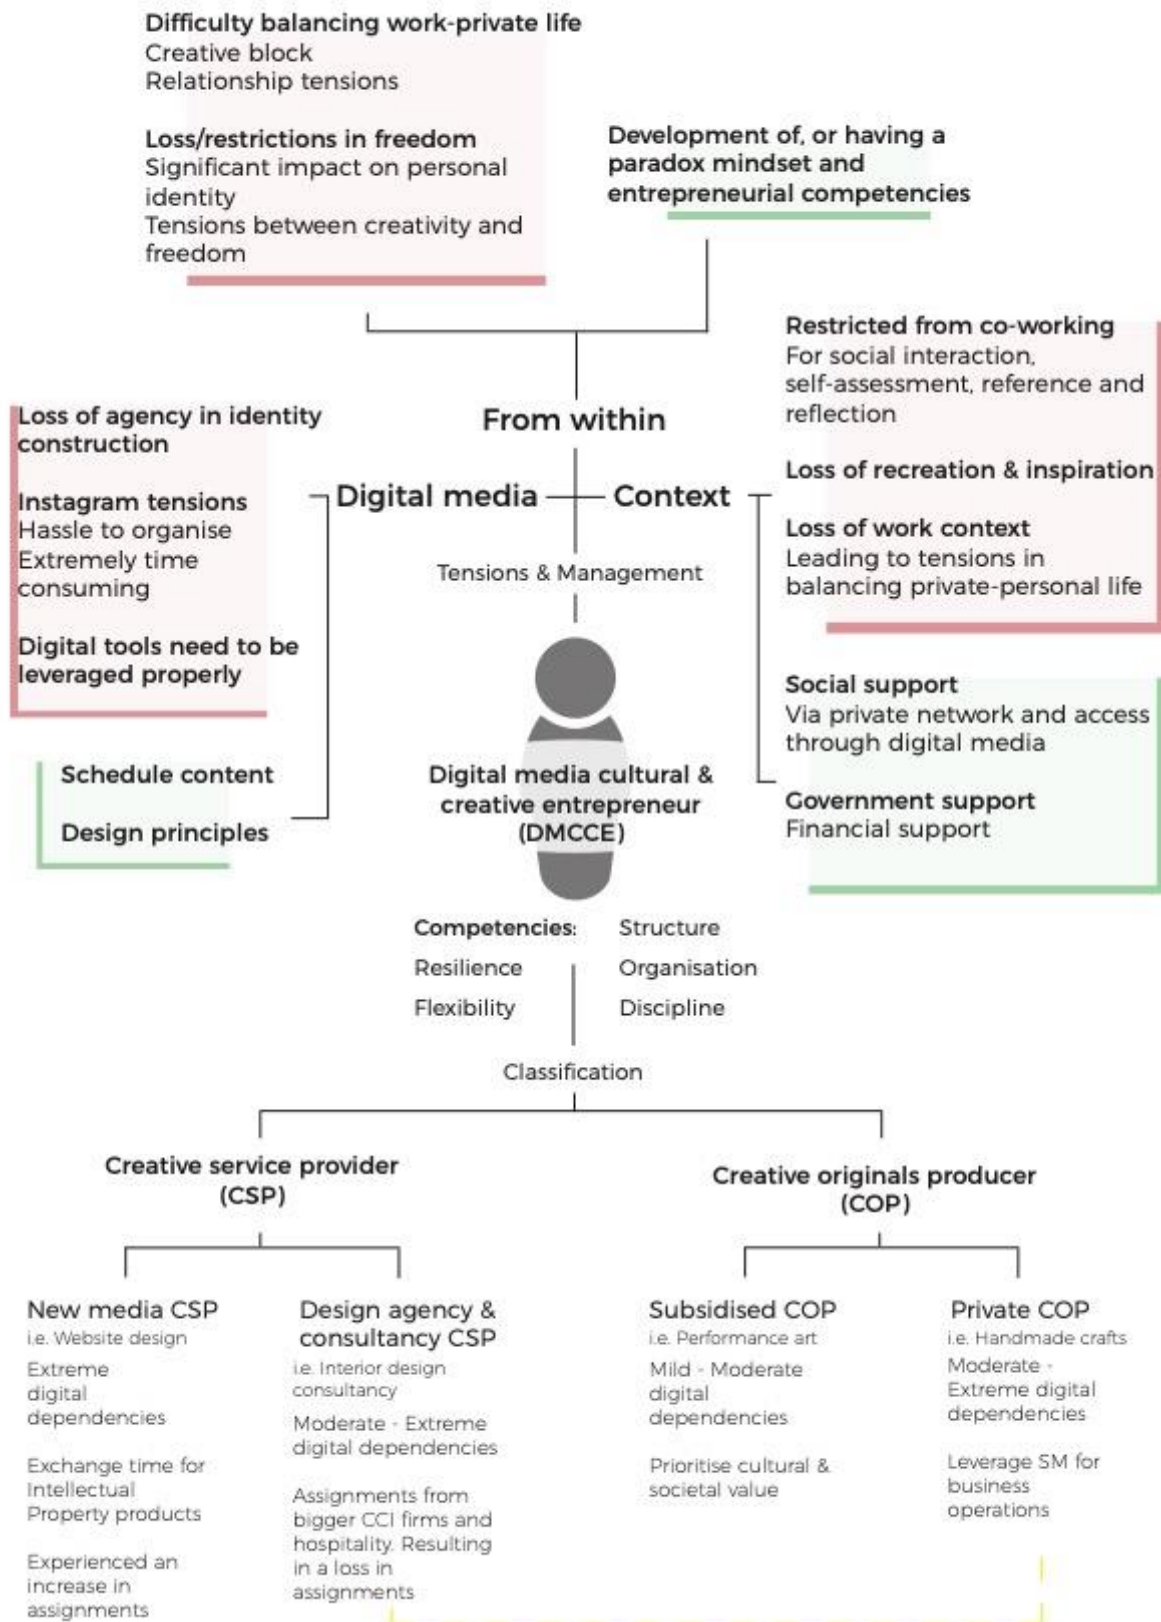 Difficulty balancing work-private life
Creative block
Relationship tensions
Loss/restrictions in freedom
Significant impact on personal
identity
Tensions between creativity and
freedom
Development of, or having a
paradox mindset and
entrepreneurial competencies
From within
Digital media
Context
Tensions & Management
Loss of agency in identity
construction
Instagram tensions
Hassle to organise
Extremely time
consuming
Digital tools need to be
leveraged properly
Schedule content
Design principles
Restricted from co-working
For social interaction,
self-assessment, reference and
reflection
Loss of recreation & inspiration
Loss of work context
Leading to tensions in
balancing private-personal life
Social support
Via private network and access
through digital media
Government support
Financial support
Digital media cultural &
creative entrepreneur
(DMCCE)
Competencies:
Resilience
Flexibility
Structure
Organisation
Discipline
Classification
Creative service provider
(CSP)
Creative originals producer
(COP)
New media CSP
i.e. Website design
Extreme
digital
dependencies
Exchange time for
Intellectual
Property products
Experienced an
increase in
assignments
Design agency &
consultancy CSP
i.e. Interior design
consultancy
Moderate - Extreme
digital dependencies
Assignments from
bigger CCI firms and
hospitality. Resulting
in a loss in
assignments
Subsidised COP
i.e. Performance art
Mild - Moderate
digital
dependencies
Prioritise cultural &
societal value
Private COP
i.e. Handmade crafts
Moderate -
Extreme digital
dependencies
Leverage SM for
business
operations